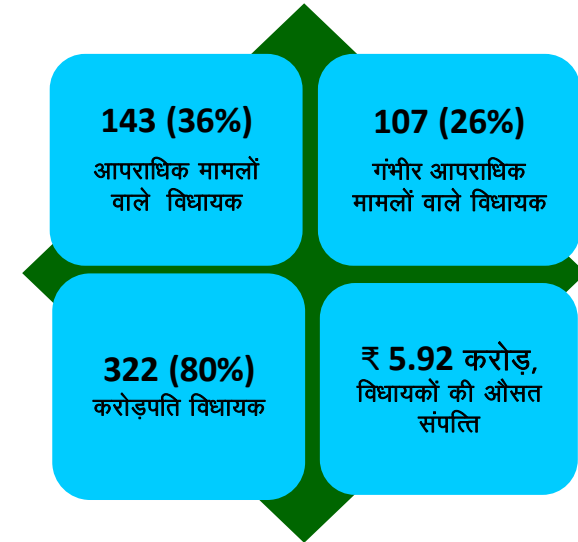 143 (36%)
आपराधिक मामलों
वाले विधायक
107 (26%)
गंभीर आपराधिक
मामलों वाले विधायक
322 (80%)
करोड़पति विधायक
₹ 5.92 करोड़,
विधायकों की औसत
संपत्ति